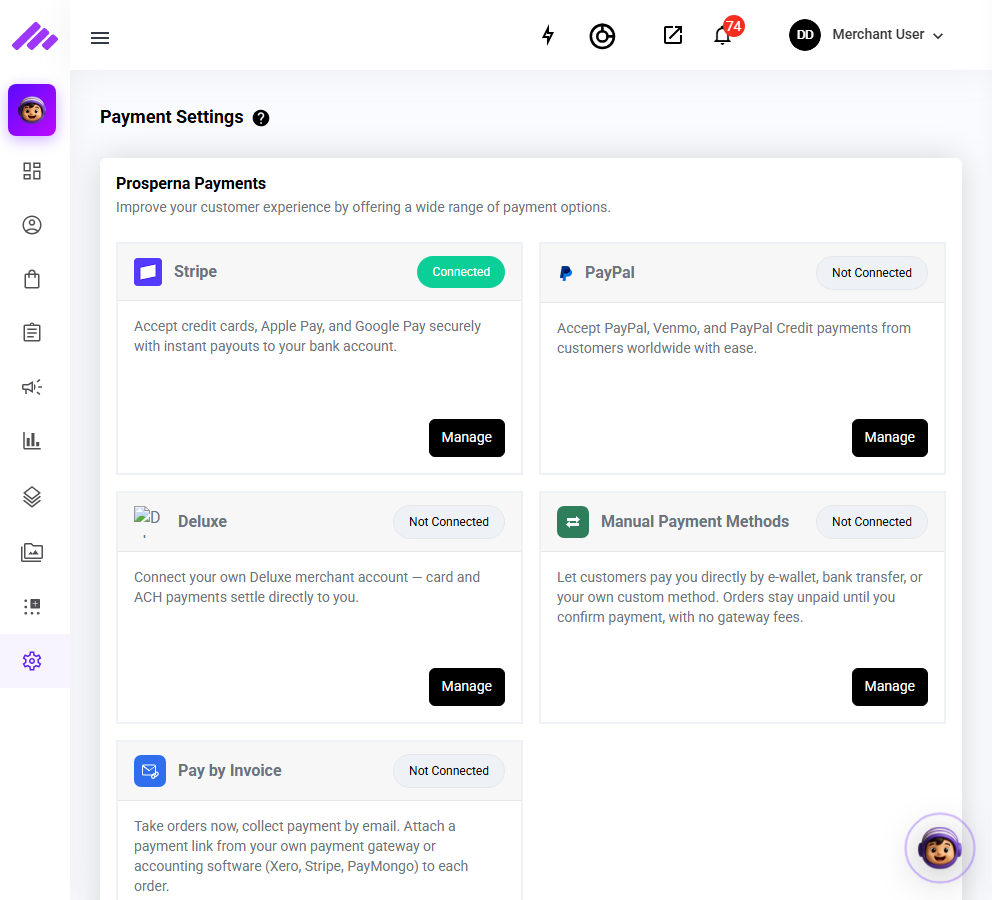 74
DD
Merchant User
Payment Settings
?
Prosperna Payments
Improve your customer experience by offering a wide range of payment options.
Stripe
Connected
Accept credit cards, Apple Pay, and Google Pay securely
with instant payouts to your bank account.
Manage
PayPal
Not Connected
Accept PayPal, Venmo, and PayPal Credit payments from
customers worldwide with ease.
Manage
D
Deluxe
Not Connected
Connect your own Deluxe merchant account — card and
ACH payments settle directly to you.
Manage
Manual Payment Methods
Not Connected
Let customers pay you directly by e-wallet, bank transfer, or
your own custom method. Orders stay unpaid until you
confirm payment, with no gateway fees.
Manage
Pay by Invoice
Not Connected
Take orders now, collect payment by email. Attach a
payment link from your own payment gateway or
accounting software (Xero, Stripe, PayMongo) to each
order.